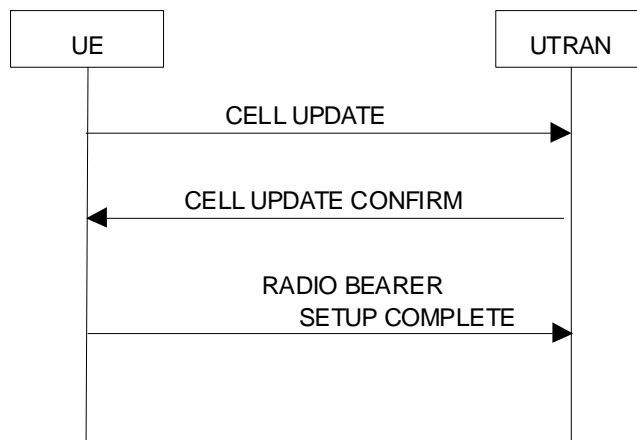 UE
UTRAN
CELL UPDATE
CELL UPDATE CONFIRM
RADIO BEARER
SETUP COMPLETE